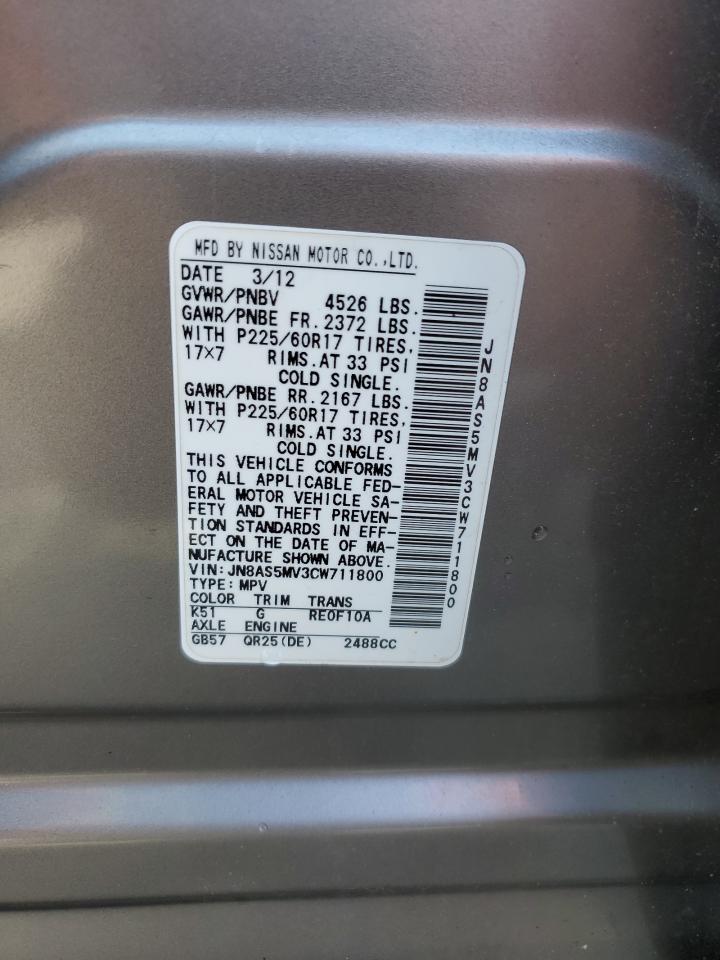 MFD BY NISSAN MOTOR CO.,LTD.
DATE 3/12
GVWR/PNBV 4526 LBS.
GAWR/PNBE FR. 2372 LBS.
WITH P225/60R17 TIRES,
17×7 RIMS.AT 33 PSI
COLD SINGLE.
GAWR/PNBE RR. 2167 LBS.
WITH P225/60R17 TIRES,
17×7 RIMS.AT 33 PSI
COLD SINGLE.
THIS VEHICLE CONFORMS
TO ALL APPLICABLE FED-
ERAL MOTOR VEHICLE SA-
FETY AND THEFT PREVEN-
TION STANDARDS IN EFF-
ECT ON THE DATE OF MA-
NUFACTURE SHOWN ABOVE.
VIN:JN8AS5MV3CW711800
TYPE:MPV
COLOR TRIM TRANS
K51 G RE0F10A
AXLE ENGINE
GB57 QR25(DE) 2488CC
JN8AS5MV3CW711800